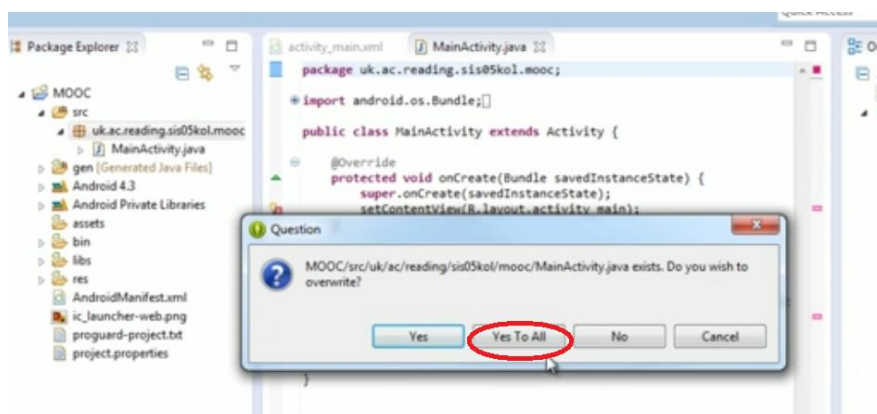 Quick Access
Package Explorer
MOOC
src
uk.ac.reading.sis05kol.mooc
MainActivity.java
gen [Generated Java Files]
Android 4.3
Android Private Libraries
assets
bin
libs
res
AndroidManifest.xml
ic_launcher-web.png
proguard-project.txt
project.properties
activity_main.xml
MainActivity.java
package uk.ac.reading.sis05kol.mooc;
import android.os.Bundle;
public class MainActivity extends Activity {
@Override
protected void onCreate(Bundle savedInstanceState) {
super.onCreate(savedInstanceState);
setContentView(R.layout.activity_main);
}
Question
MOOC/src/uk/ac/reading/sis05kol/mooc/MainActivity.java exists. Do you wish to
overwrite?
Yes
Yes To All
No
Cancel